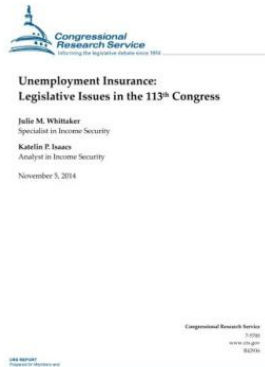 Congressional
Research Service
Informing the legislative debate since 1914
Unemployment Insurance:
Legislative Issues in the 113th Congress
Julie M. Whittaker
Specialist in Income Security
Katelin P. Isaacs
Analyst in Income Security
November 5, 2014
Congressional Research Service
7-5700
www.crs.gov
CRS REPORT
Prepared for Members and